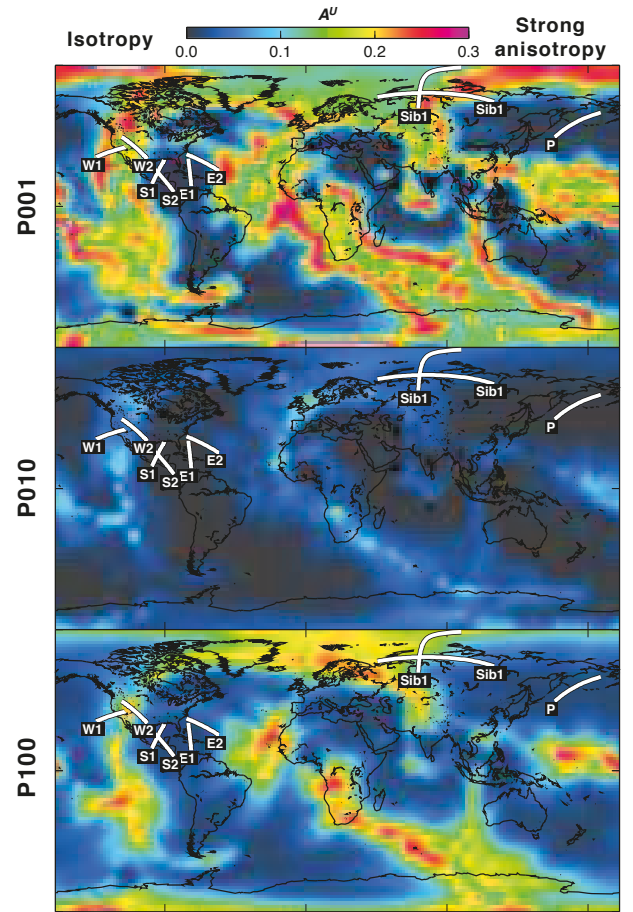 Isotropy
A^U
Strong
anisotropy
0.0 0.1 0.2 0.3
P001
W1 W2 S1 S2 E1 E2 Sib1 Sib1 P
P010
W1 W2 S1 S2 E1 E2 Sib1 Sib1 P
P100
W1 W2 S1 S2 E1 E2 Sib1 Sib1 P